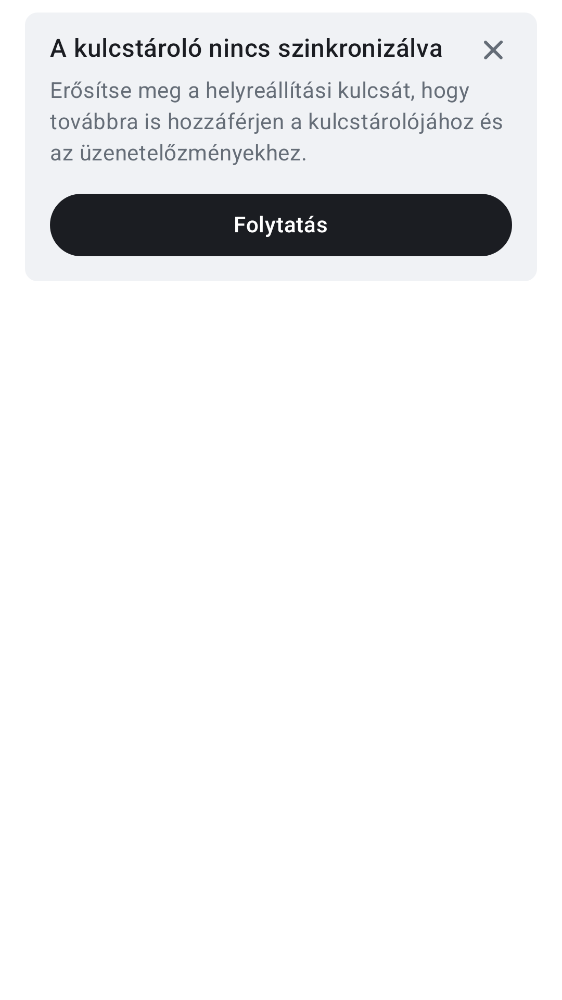 A kulcstároló nincs szinkronizálva
Erősítse meg a helyreállítási kulcsát, hogy
továbbra is hozzáférjen a kulcstárolójához és
az üzenetelőzményekhez.
Folytatás